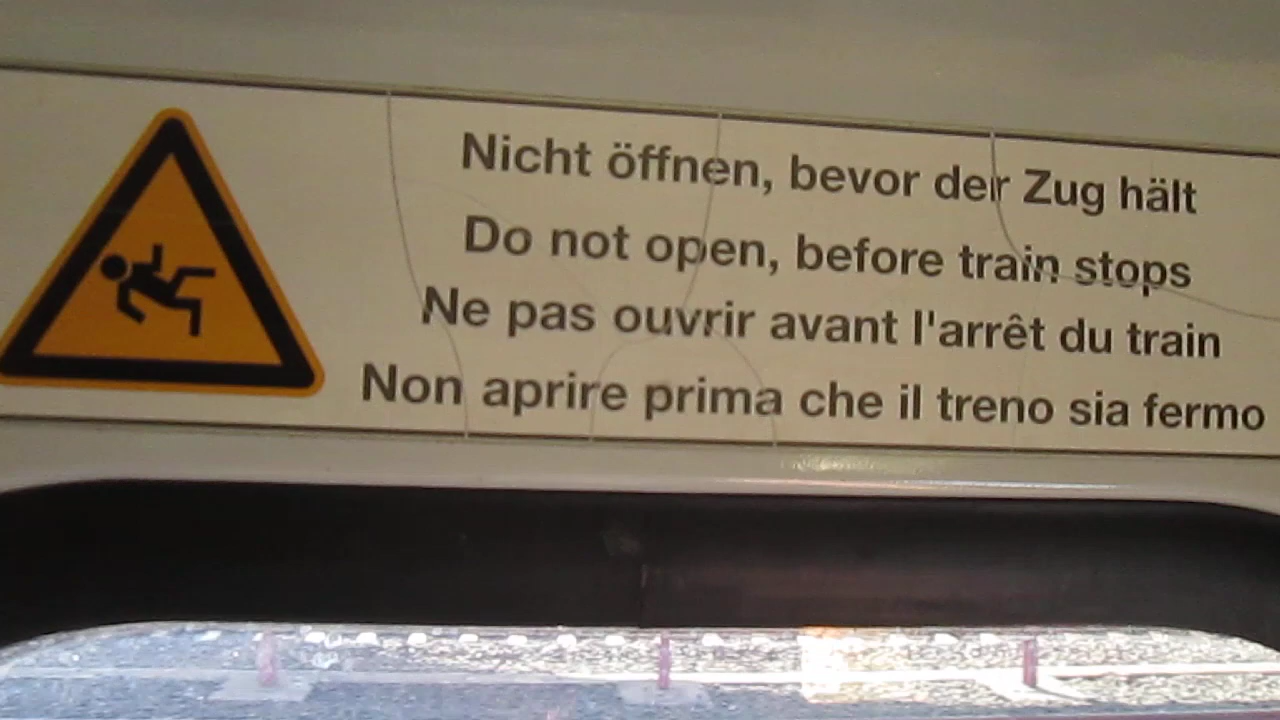 Nicht öffnen, bevor der Zug hält
Do not open, before train stops
Ne pas ouvrir avant l'arrêt du train
Non aprire prima che il treno sia fermo